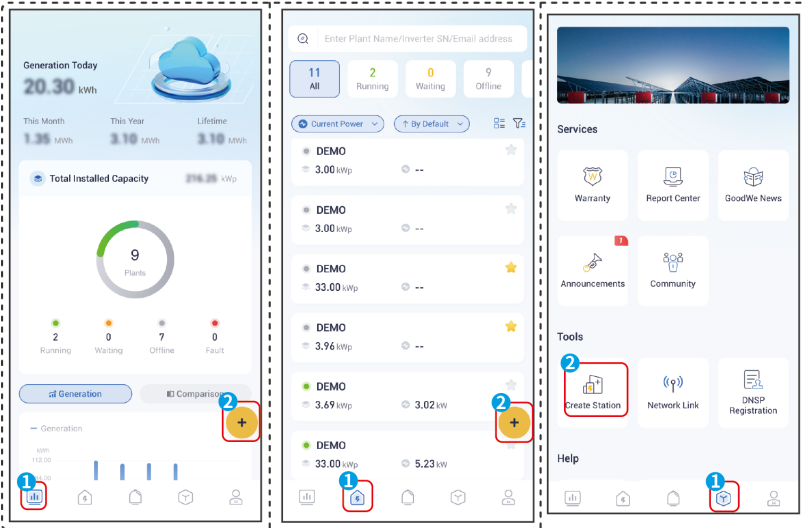 Generation Today
20.30 kWh
This Month
This Year
Lifetime
1.35 MWh
3.10 MWh
3.10 MWh
Total Installed Capacity
216.25 kWp
9
Plants
2
0
7
0
Running
Waiting
Offline
Fault
Generation
Comparison
2
+
Generation
kWh
112.00
1
Enter Plant Name/Inverter SN/Email address
11
2
0
9
All
Running
Waiting
Offline
Current Power
By Default
DEMO
3.00 kWp
--
DEMO
3.00 kWp
--
DEMO
33.00 kWp
--
DEMO
3.96 kWp
--
DEMO
3.69 kWp
3.02 kW
2
+
DEMO
33.00 kWp
5.23 kW
1
Services
Warranty
Report Center
GoodWe News
1
Announcements
Community
Tools
2
Create Station
Network Link
DNSP
Registration
Help
1